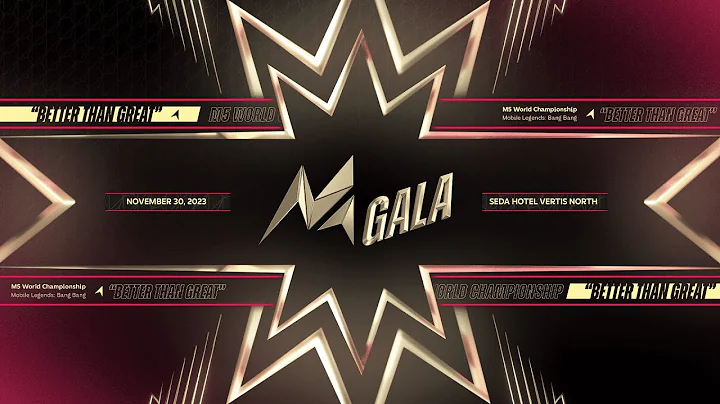 "BETTER THAN GREAT"
M5 WORLD
M5 World Championship
Mobile Legends: Bang Bang
"BETTER THAN GREAT"
NOVEMBER 30, 2023
GALA
SEDA HOTEL VERTIS NORTH
M5 World Championship
Mobile Legends: Bang Bang
"BETTER THAN GREAT"
WORLD CHAMPIONSHIP
"BETTER THAN GREAT"